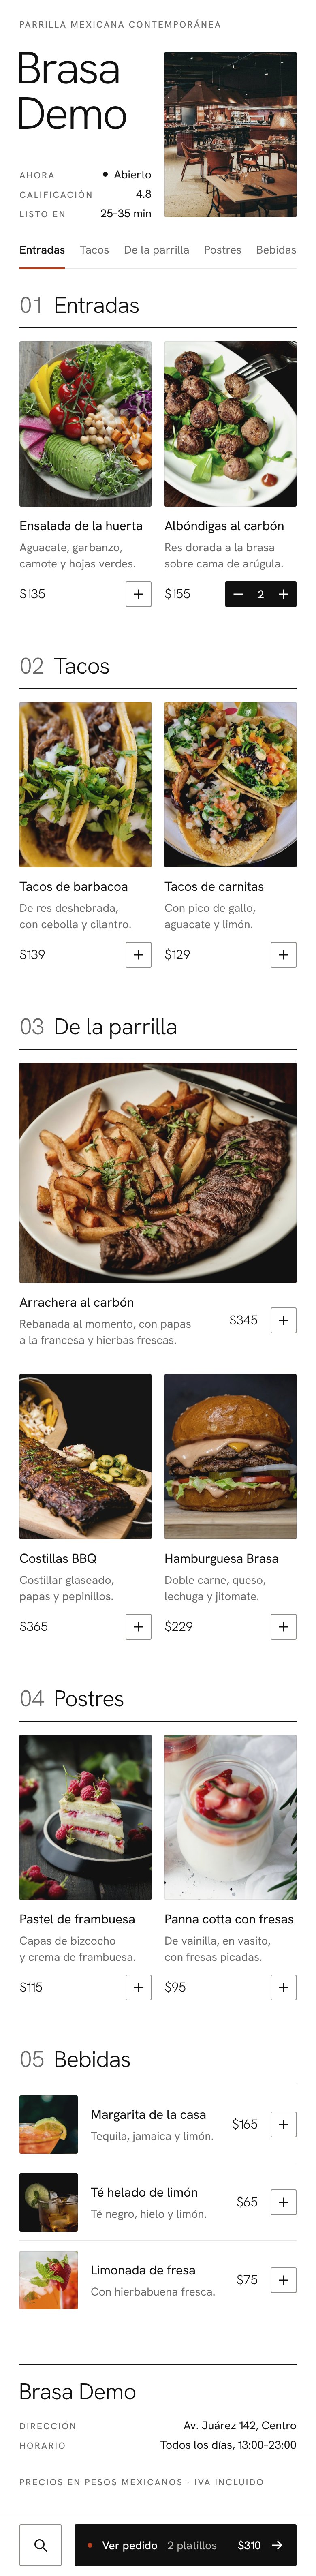 PARRILLA MEXICANA CONTEMPORÁNEA
Brasa
Demo
AHORA Abierto
CALIFICACIÓN 4.8
LISTO EN 25–35 min
Entradas Tacos De la parrilla Postres Bebidas
01 Entradas
Ensalada de la huerta
Aguacate, garbanzo,
camote y hojas verdes.
$135 +
Albóndigas al carbón
Res dorada a la brasa
sobre cama de arúgula.
$155 − 2 +
02 Tacos
Tacos de barbacoa
De res deshebrada,
con cebolla y cilantro.
$139 +
Tacos de carnitas
Con pico de gallo,
aguacate y limón.
$129 +
03 De la parrilla
Arrachera al carbón
Rebanada al momento, con papas
a la francesa y hierbas frescas.
$345 +
Costillas BBQ
Costillar glaseado,
papas y pepinillos.
$365 +
Hamburguesa Brasa
Doble carne, queso,
lechuga y jitomate.
$229 +
04 Postres
Pastel de frambuesa
Capas de bizcocho
y crema de frambuesa.
$115 +
Panna cotta con fresas
De vainilla, en vasito,
con fresas picadas.
$95 +
05 Bebidas
Margarita de la casa
Tequila, jamaica y limón.
$165 +
Té helado de limón
Té negro, hielo y limón.
$65 +
Limonada de fresa
Con hierbabuena fresca.
$75 +
Brasa Demo
DIRECCIÓN Av. Juárez 142, Centro
HORARIO Todos los días, 13:00–23:00
PRECIOS EN PESOS MEXICANOS · IVA INCLUIDO
Ver pedido 2 platillos $310 →